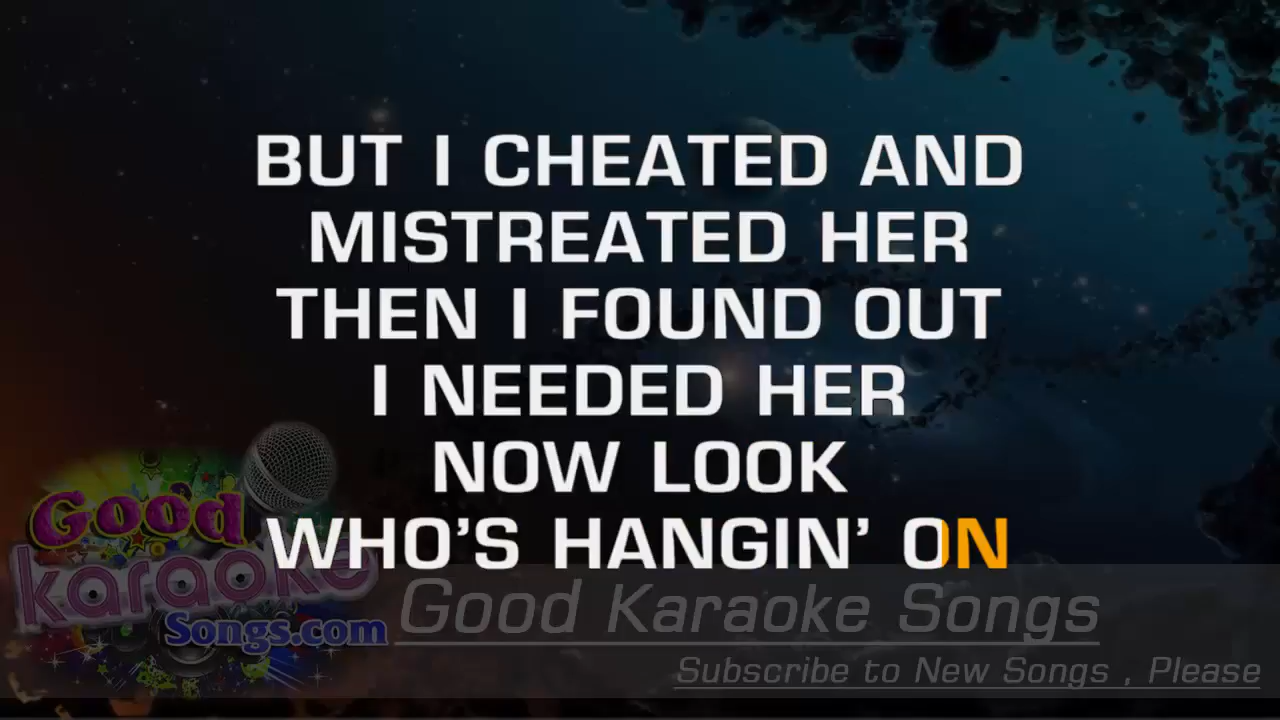 BUT I CHEATED AND
MISTREATED HER
THEN I FOUND OUT
I NEEDED HER
NOW LOOK
WHO'S HANGIN' ON
Good
karaoke
Songs.com
Good Karaoke Songs
Subscribe to New Songs , Please